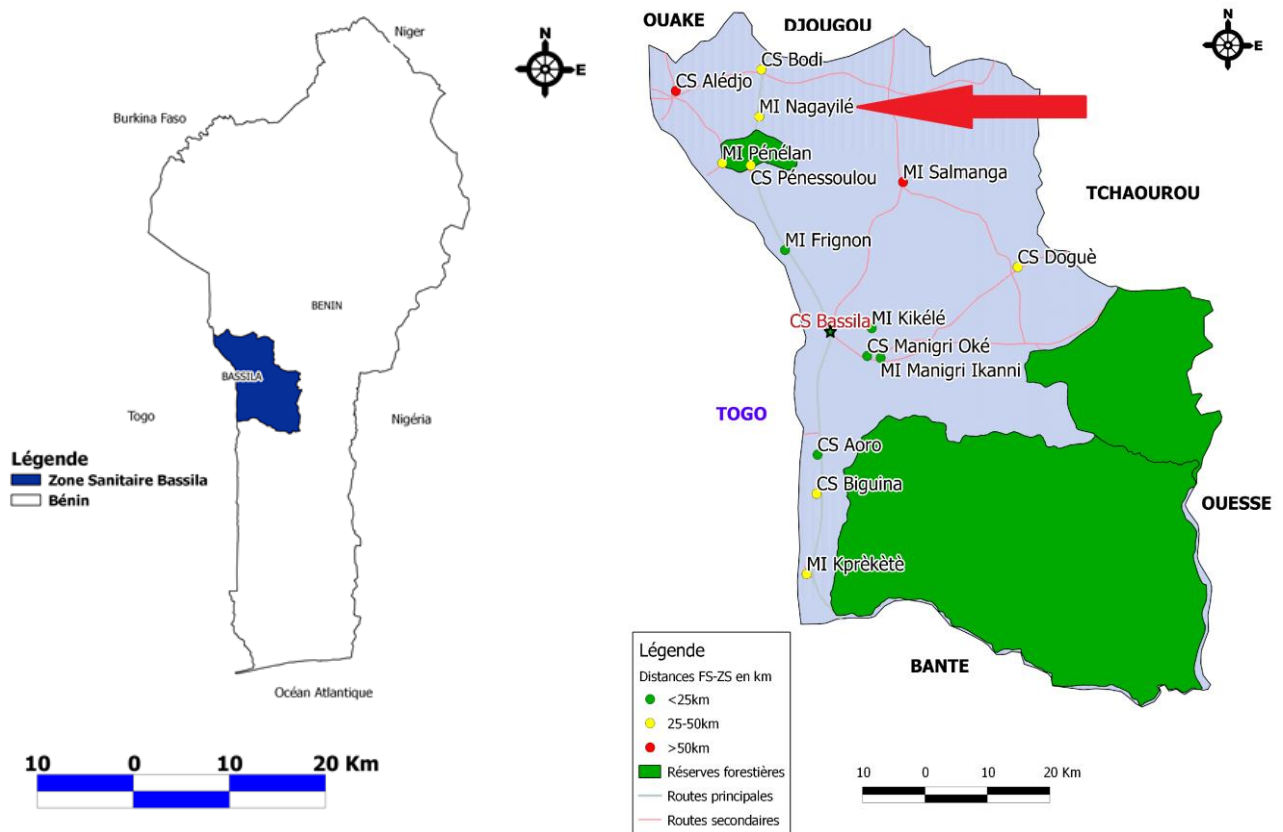 Niger
N
E
Burkina Faso
BENIN
BASSILA
Togo
Nigéria
Légende
Zone Sanitaire Bassila
Bénin
Océan Atlantique
10 0 10 20 Km
OUAKE
DJOUGOU
N
E
CS Bodi
CS Alédjo
MI Nagayilé
MI Pénélan
CS Pénessoulou
MI Salmanga
TCHAOUROU
MI Frignon
CS Doguè
CS Bassila
MI Kikélé
CS Manigri Oké
MI Manigri Ikanni
TOGO
CS Aoro
CS Biguina
OUESSE
MI Kprèkètè
BANTE
Légende
Distances FS-ZS en km
<25km
25-50km
>50km
Réserves forestières
Routes principales
Routes secondaires
10 0 10 20 Km